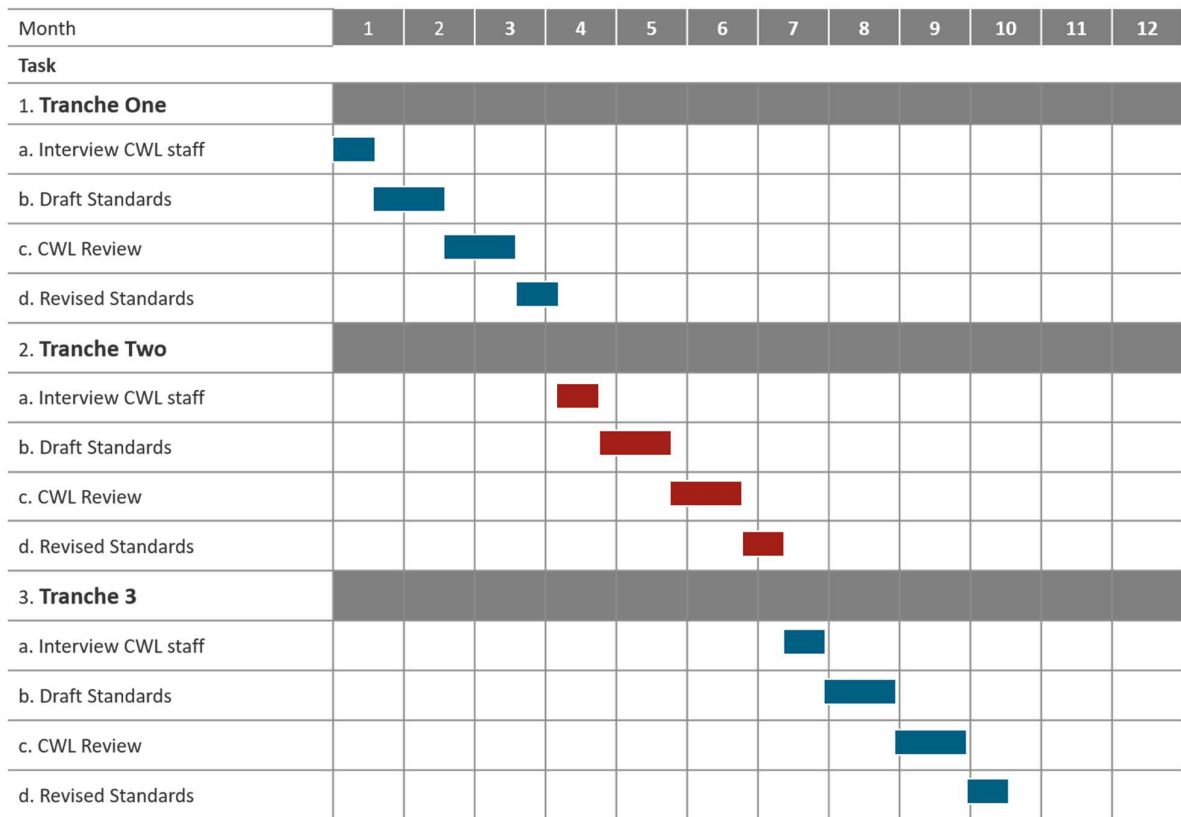 Month 1 2 3 4 5 6 7 8 9 10 11 12
Task
1. Tranche One
a. Interview CWL staff
b. Draft Standards
c. CWL Review
d. Revised Standards
2. Tranche Two
a. Interview CWL staff
b. Draft Standards
c. CWL Review
d. Revised Standards
3. Tranche 3
a. Interview CWL staff
b. Draft Standards
c. CWL Review
d. Revised Standards